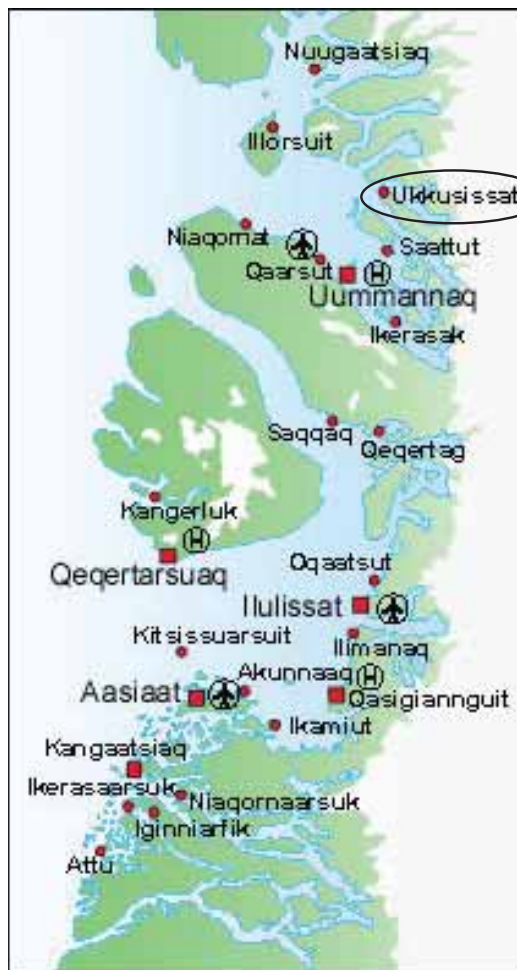 Nuugaatsiaq
Illorsuit
Ukkusissat
Niaqornat
Saattut
Qaarsut
H
Uummannaq
Ikerasak
Saqqaq
Qeqertaq
Kangerluk
H
Qeqertarsuaq
Oqaatsut
Ilulissat
Kitsissuarsuit
Ilimanaq
Akunnaaq
H
Aasiaat
Qasigiannguit
Ikamiut
Kangaatsiaq
Ikerasaarsuk
Niaqornaarsuk
Iginniarfik
Attu